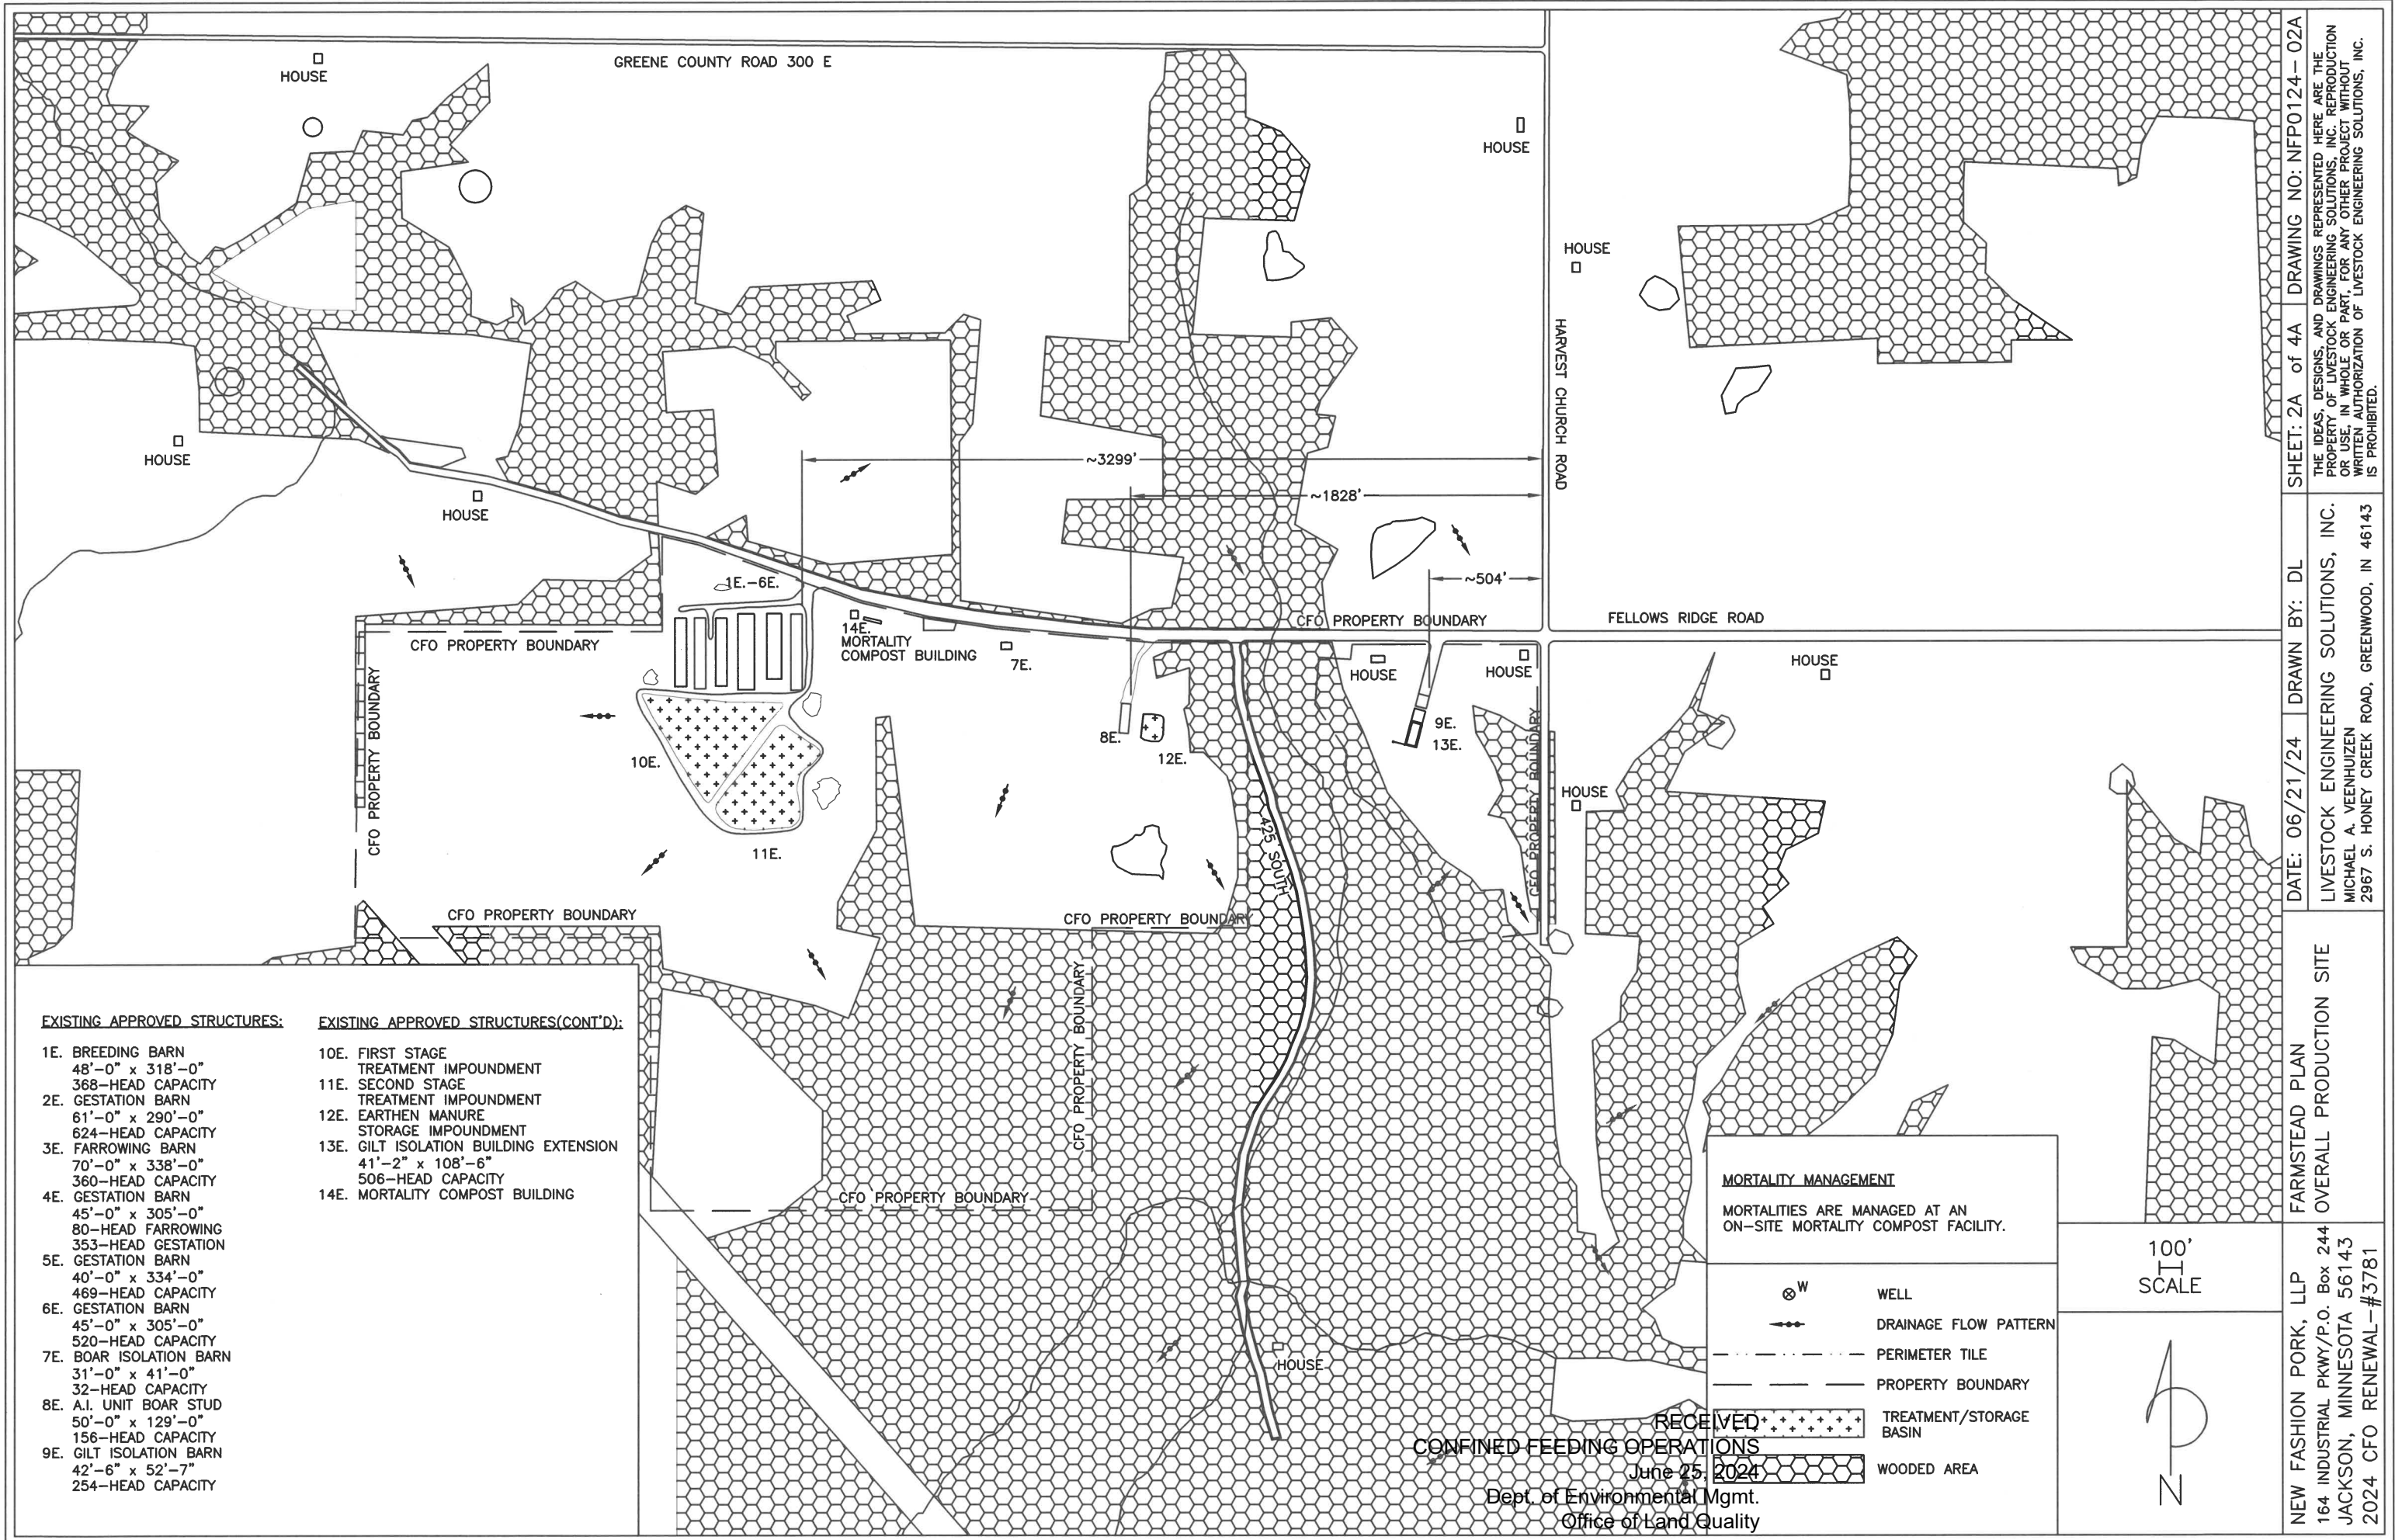 GREENE COUNTY ROAD 300 E
HOUSE
HOUSE
HOUSE
HARVEST CHURCH ROAD
HOUSE
HOUSE
~3299'
~1828'
~504'
1E.-6E.
CFO PROPERTY BOUNDARY
FELLOWS RIDGE ROAD
14E.
MORTALITY
COMPOST BUILDING
7E.
CFO PROPERTY BOUNDARY
CFO PROPERTY BOUNDARY
HOUSE
HOUSE
HOUSE
8E.
12E.
9E.
13E.
CFO PROPERTY BOUNDARY
10E.
11E.
HOUSE
425 SOUTH
CFO PROPERTY BOUNDARY
CFO PROPERTY BOUNDARY
CFO PROPERTY BOUNDARY
CFO PROPERTY BOUNDARY
HOUSE
EXISTING APPROVED STRUCTURES:
1E. BREEDING BARN
48'-0" x 318'-0"
368-HEAD CAPACITY
2E. GESTATION BARN
61'-0" x 290'-0"
624-HEAD CAPACITY
3E. FARROWING BARN
70'-0" x 338'-0"
360-HEAD CAPACITY
4E. GESTATION BARN
45'-0" x 305'-0"
80-HEAD FARROWING
353-HEAD GESTATION
5E. GESTATION BARN
40'-0" x 334'-0"
469-HEAD CAPACITY
6E. GESTATION BARN
45'-0" x 305'-0"
520-HEAD CAPACITY
7E. BOAR ISOLATION BARN
31'-0" x 41'-0"
32-HEAD CAPACITY
8E. A.I. UNIT BOAR STUD
50'-0" x 129'-0"
156-HEAD CAPACITY
9E. GILT ISOLATION BARN
42'-6" x 52'-7"
254-HEAD CAPACITY
EXISTING APPROVED STRUCTURES(CONT'D):
10E. FIRST STAGE
TREATMENT IMPOUNDMENT
11E. SECOND STAGE
TREATMENT IMPOUNDMENT
12E. EARTHEN MANURE
STORAGE IMPOUNDMENT
13E. GILT ISOLATION BUILDING EXTENSION
41'-2" x 108'-6"
506-HEAD CAPACITY
14E. MORTALITY COMPOST BUILDING
MORTALITY MANAGEMENT
MORTALITIES ARE MANAGED AT AN
ON-SITE MORTALITY COMPOST FACILITY.
W WELL
DRAINAGE FLOW PATTERN
PERIMETER TILE
PROPERTY BOUNDARY
TREATMENT/STORAGE
BASIN
WOODED AREA
RECEIVED
CONFINED FEEDING OPERATIONS
June 25, 2024
Dept. of Environmental Mgmt.
Office of Land Quality
100'
SCALE
N
NEW FASHION PORK, LLP
164 INDUSTRIAL PKWY/P.O. Box 244
JACKSON, MINNESOTA 56143
2024 CFO RENEWAL-#3781
FARMSTEAD PLAN
OVERALL PRODUCTION SITE
DATE: 06/21/24
DRAWN BY: DL
LIVESTOCK ENGINEERING SOLUTIONS, INC.
MICHAEL A. VEENHUIZEN
2967 S. HONEY CREEK ROAD, GREENWOOD, IN 46143
SHEET: 2A of 4A
DRAWING NO: NFP0124-02A
THE IDEAS, DESIGNS, AND DRAWINGS REPRESENTED HERE ARE THE
PROPERTY OF LIVESTOCK ENGINEERING SOLUTIONS, INC. REPRODUCTION
OR USE, IN WHOLE OR PART, FOR ANY OTHER PROJECT WITHOUT
WRITTEN AUTHORIZATION OF LIVESTOCK ENGINEERING SOLUTIONS, INC.
IS PROHIBITED.